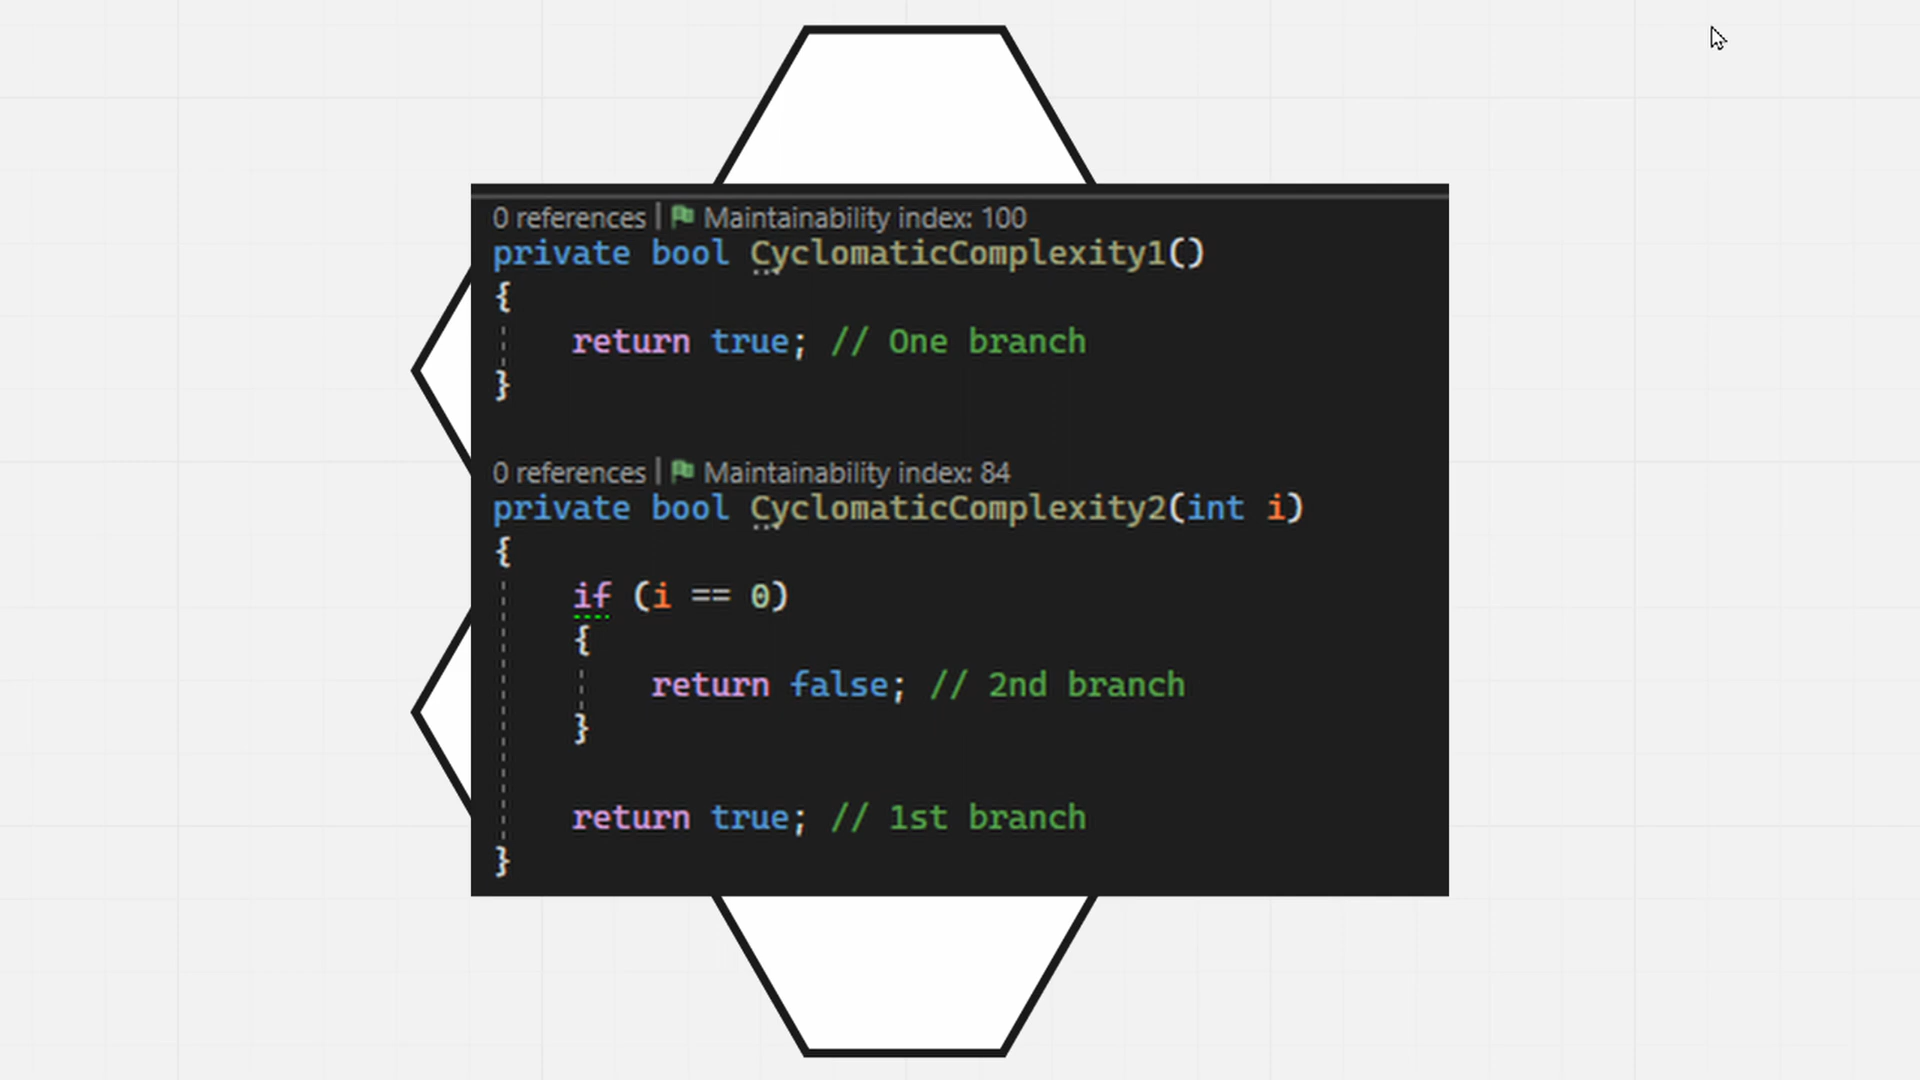 0 references | Maintainability index: 100
private bool CyclomaticComplexity1()
{
return true; // One branch
}
0 references | Maintainability index: 84
private bool CyclomaticComplexity2(int i)
{
if (i == 0)
{
return false; // 2nd branch
}
return true; // 1st branch
}